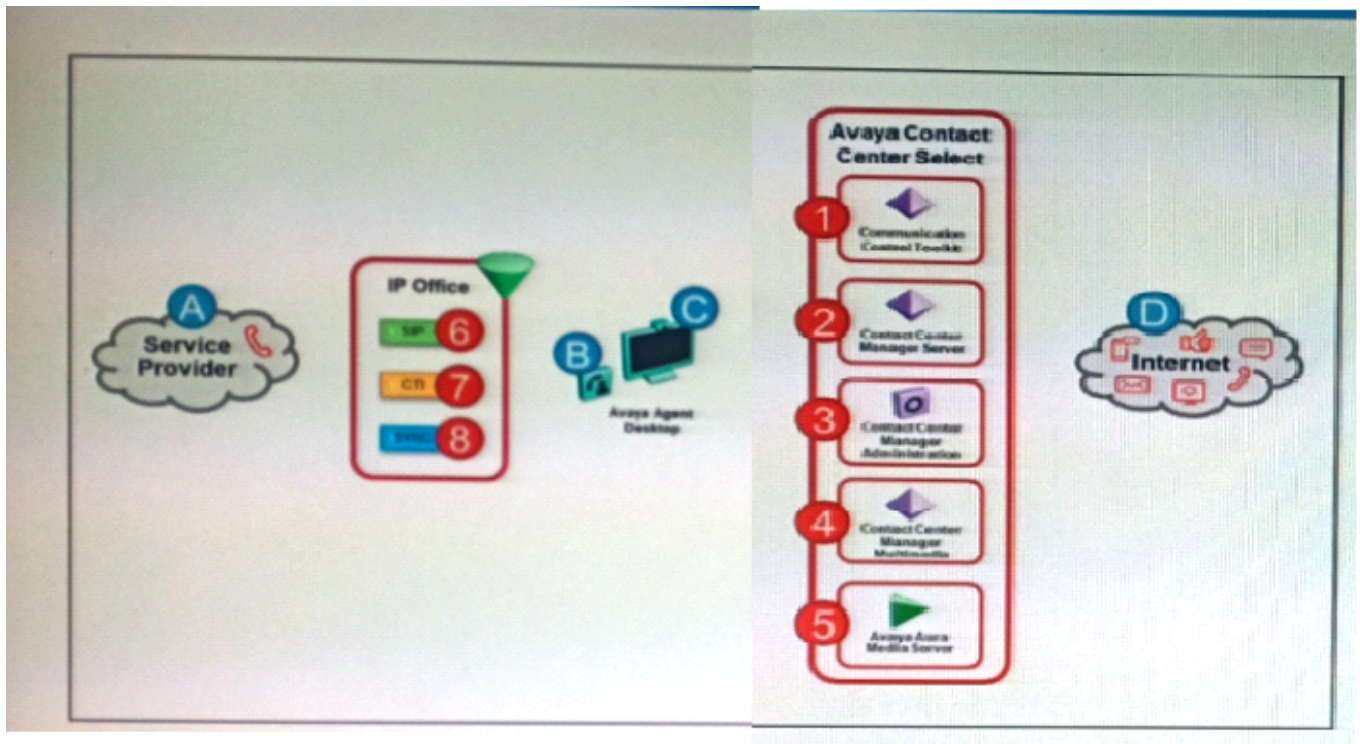 A
Service
Provider
IP Office
SIP
6
CTI
7
SYNC
8
B
C
Avaya Agent
Desktop
Avaya Contact
Center Select
1
Communication
Control Toolkit
2
Contact Center
Manager Server
3
Contact Center
Manager
Administration
4
Contact Center
Manager
Multimedia
5
Avaya Aura
Media Server
D
Internet